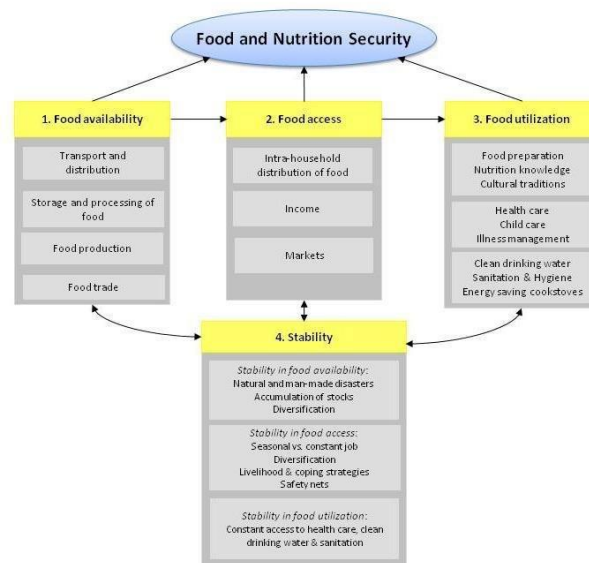 Food and Nutrition Security
1. Food availability
Transport and
distribution
Storage and processing of
food
Food production
Food trade
2. Food access
Intra-household
distribution of food
Income
Markets
3. Food utilization
Food preparation
Nutrition knowledge
Cultural traditions
Health care
Child care
Illness management
Clean drinking water
Sanitation & Hygiene
Energy saving cookstoves
4. Stability
Stability in food availability:
Natural and man-made disasters
Accumulation of stocks
Diversification
Stability in food access:
Seasonal vs. constant job
Diversification
Livelihood & coping strategies
Safety nets
Stability in food utilization:
Constant access to health care, clean
drinking water & sanitation